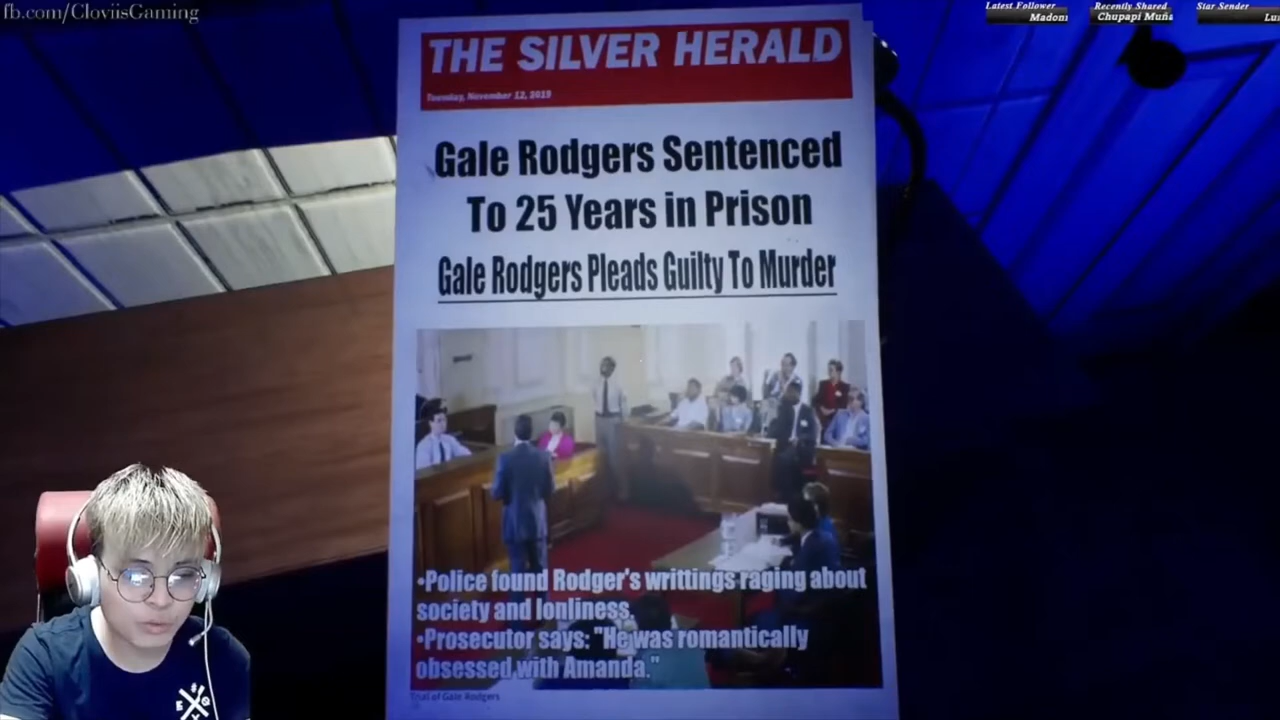 fb.com/CloviisGaming
Latest Follower
Recently Shared
Star Sender
Madoni
Chupapi Muña
THE SILVER HERALD
Tuesday, November 12, 2019
Gale Rodgers Sentenced
To 25 Years in Prison
Gale Rodgers Pleads Guilty To Murder
•Police found Rodger's writtings raging about
society and lonliness.
•Prosecutor says: "He was romantically
obsessed with Amanda."
Trial of Gale Rodgers